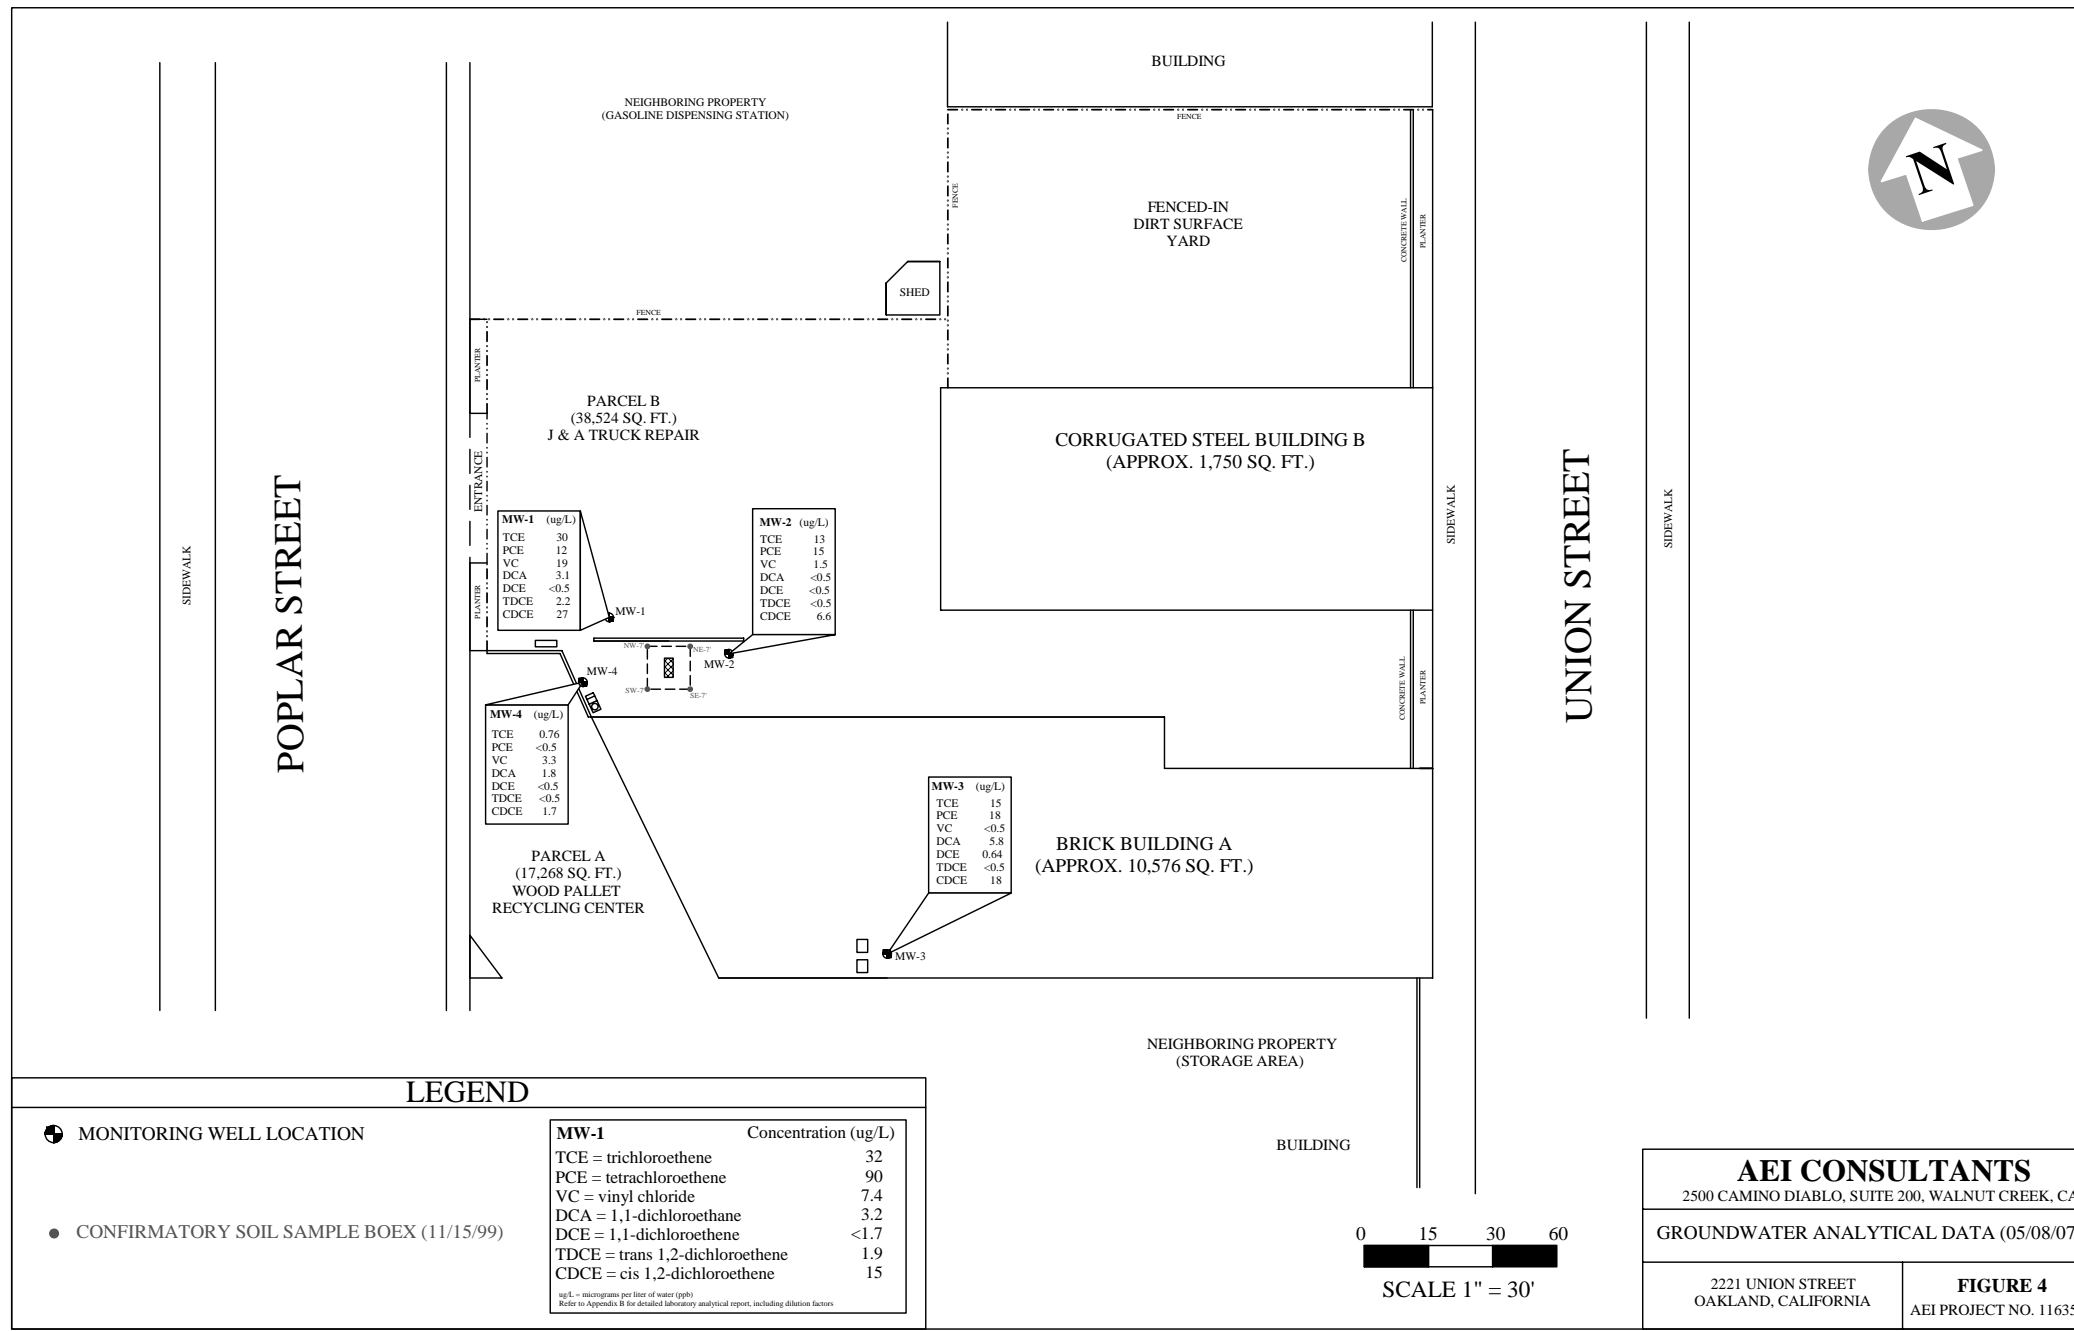 BUILDING
NEIGHBORING PROPERTY
(GASOLINE DISPENSING STATION)
FENCE
FENCE
FENCED-IN
DIRT SURFACE
YARD
CONCRETE WALL
PLANTER
N
SHED
FENCE
PLANTER
PARCEL B
(38,524 SQ. FT.)
J & A TRUCK REPAIR
ENTRANCE
CORRUGATED STEEL BUILDING B
(APPROX. 1,750 SQ. FT.)
SIDEWALK
POPLAR STREET
SIDEWALK
UNION STREET
SIDEWALK
MW-1 (ug/L)
TCE 30
PCE 12
VC 19
DCA 3.1
DCE <0.5
TDCE 2.2
CDCE 27
MW-2 (ug/L)
TCE 13
PCE 15
VC 1.5
DCA <0.5
DCE <0.5
TDCE <0.5
CDCE 6.6
PLANTER
MW-1
NW-7'
NE-7'
MW-2
MW-4
SW-7'
SE-7'
CONCRETE WALL
PLANTER
MW-4 (ug/L)
TCE 0.76
PCE <0.5
VC 3.3
DCA 1.8
DCE <0.5
TDCE <0.5
CDCE 1.7
MW-3 (ug/L)
TCE 15
PCE 18
VC <0.5
DCA 5.8
DCE 0.64
TDCE <0.5
CDCE 18
BRICK BUILDING A
(APPROX. 10,576 SQ. FT.)
PARCEL A
(17,268 SQ. FT.)
WOOD PALLET
RECYCLING CENTER
MW-3
NEIGHBORING PROPERTY
(STORAGE AREA)
BUILDING
LEGEND
MONITORING WELL LOCATION
CONFIRMATORY SOIL SAMPLE BOEX (11/15/99)
MW-1 Concentration (ug/L)
TCE = trichloroethene 32
PCE = tetrachloroethene 90
VC = vinyl chloride 7.4
DCA = 1,1-dichloroethane 3.2
DCE = 1,1-dichloroethene <1.7
TDCE = trans 1,2-dichloroethene 1.9
CDCE = cis 1,2-dichloroethene 15
ug/L = micrograms per liter of water (ppb)
Refer to Appendix B for detailed laboratory analytical report, including dilution factors
0 15 30 60
SCALE 1" = 30'
AEI CONSULTANTS
2500 CAMINO DIABLO, SUITE 200, WALNUT CREEK, CA
GROUNDWATER ANALYTICAL DATA (05/08/07
2221 UNION STREET
OAKLAND, CALIFORNIA
FIGURE 4
AEI PROJECT NO. 11635